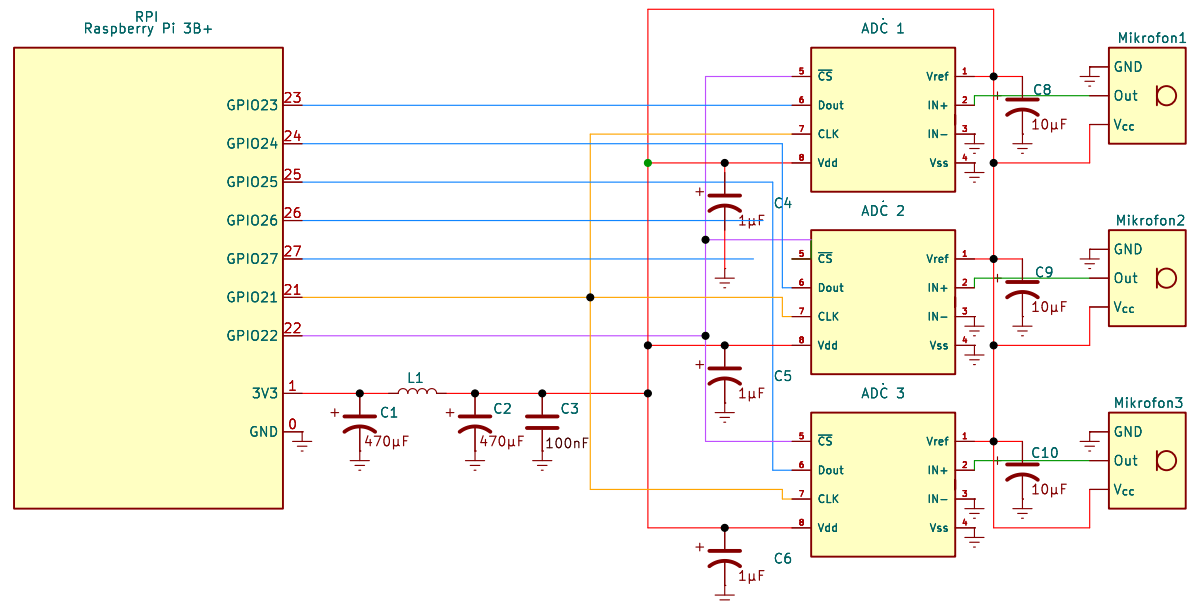 RPI
Raspberry Pi 3B+
GPIO23 23
GPIO24 24
GPIO25 25
GPIO26 26
GPIO27 27
GPIO21 21
GPIO22 22
3V3 1
GND 0
L1
+ C1
470µF
+ C2
470µF
C3
100nF
ADC 1
5 CS Vref 1
6 Dout IN+ 2
7 CLK IN- 3
8 Vdd Vss 4
+ C4
1µF
+ C8
10µF
Mikrofon1
GND
Out
Vcc
ADC 2
5 CS Vref 1
6 Dout IN+ 2
7 CLK IN- 3
8 Vdd Vss 4
+ C5
1µF
+ C9
10µF
Mikrofon2
GND
Out
Vcc
ADC 3
5 CS Vref 1
6 Dout IN+ 2
7 CLK IN- 3
8 Vdd Vss 4
+ C6
1µF
+ C10
10µF
Mikrofon3
GND
Out
Vcc